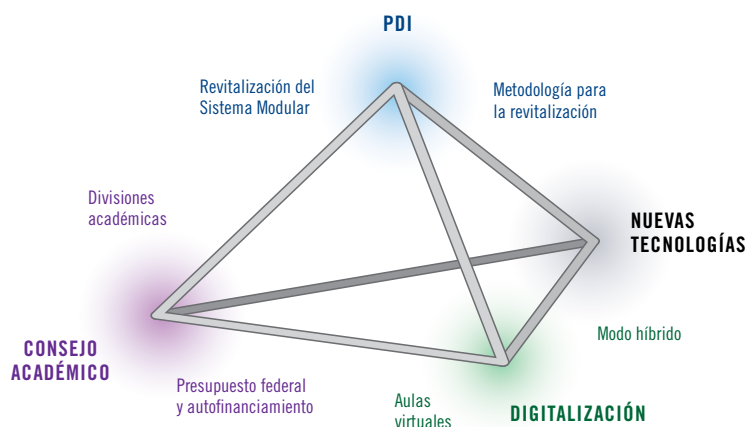 PDI
Revitalización del
Sistema Modular
Metodología para
la revitalización
Divisiones
académicas
NUEVAS
TECNOLOGÍAS
CONSEJO
ACADÉMICO
Modo híbrido
Presupuesto federal
y autofinanciamiento
Aulas
virtuales
DIGITALIZACIÓN